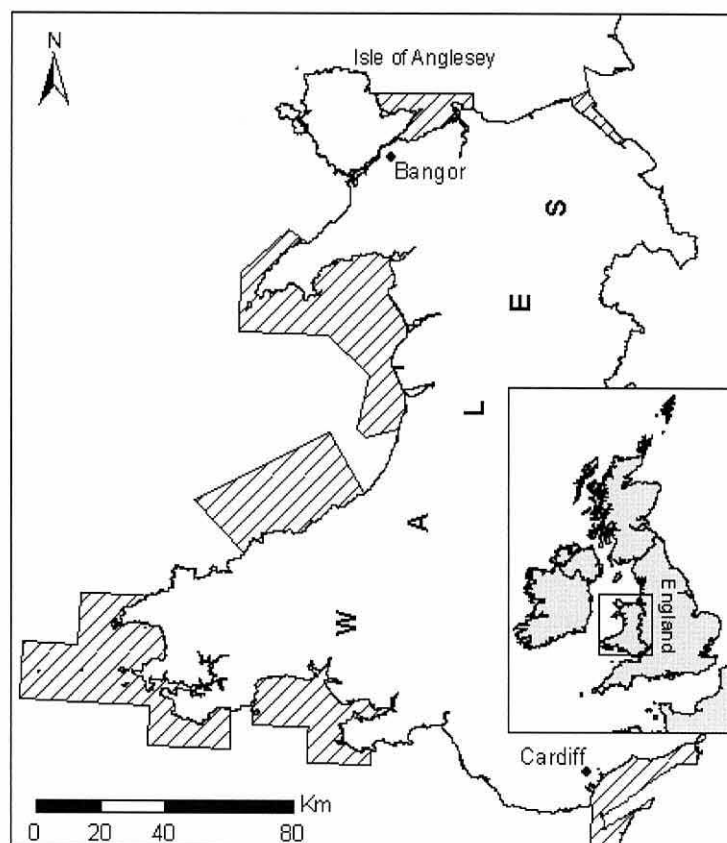 N
Isle of Anglesey
Bangor
W A L E S
England
Cardiff
Km
0 20 40 80